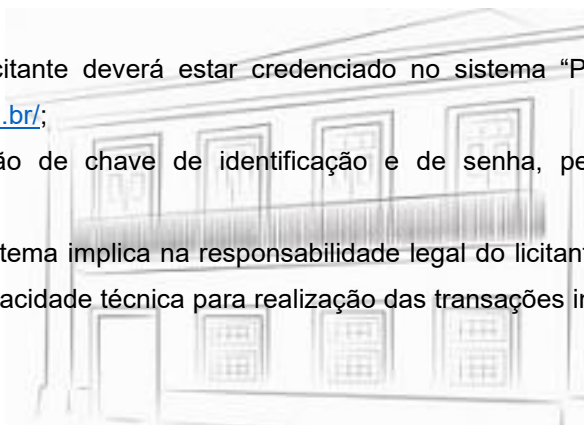 citante deverá estar credenciado no sistema “P
.br/;
ão de chave de identificação e de senha, pe
tema implica na responsabilidade legal do licitant
acidade técnica para realização das transações i